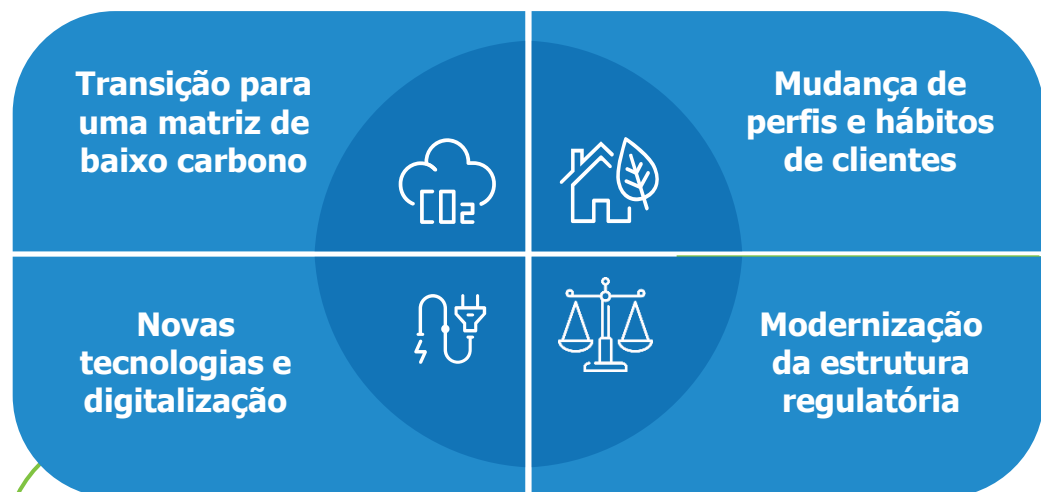 Transição para
uma matriz de
baixo carbono
CO2
Mudança de
perfis e hábitos
de clientes
Novas
tecnologias e
digitalização
Modernização
da estrutura
regulatória